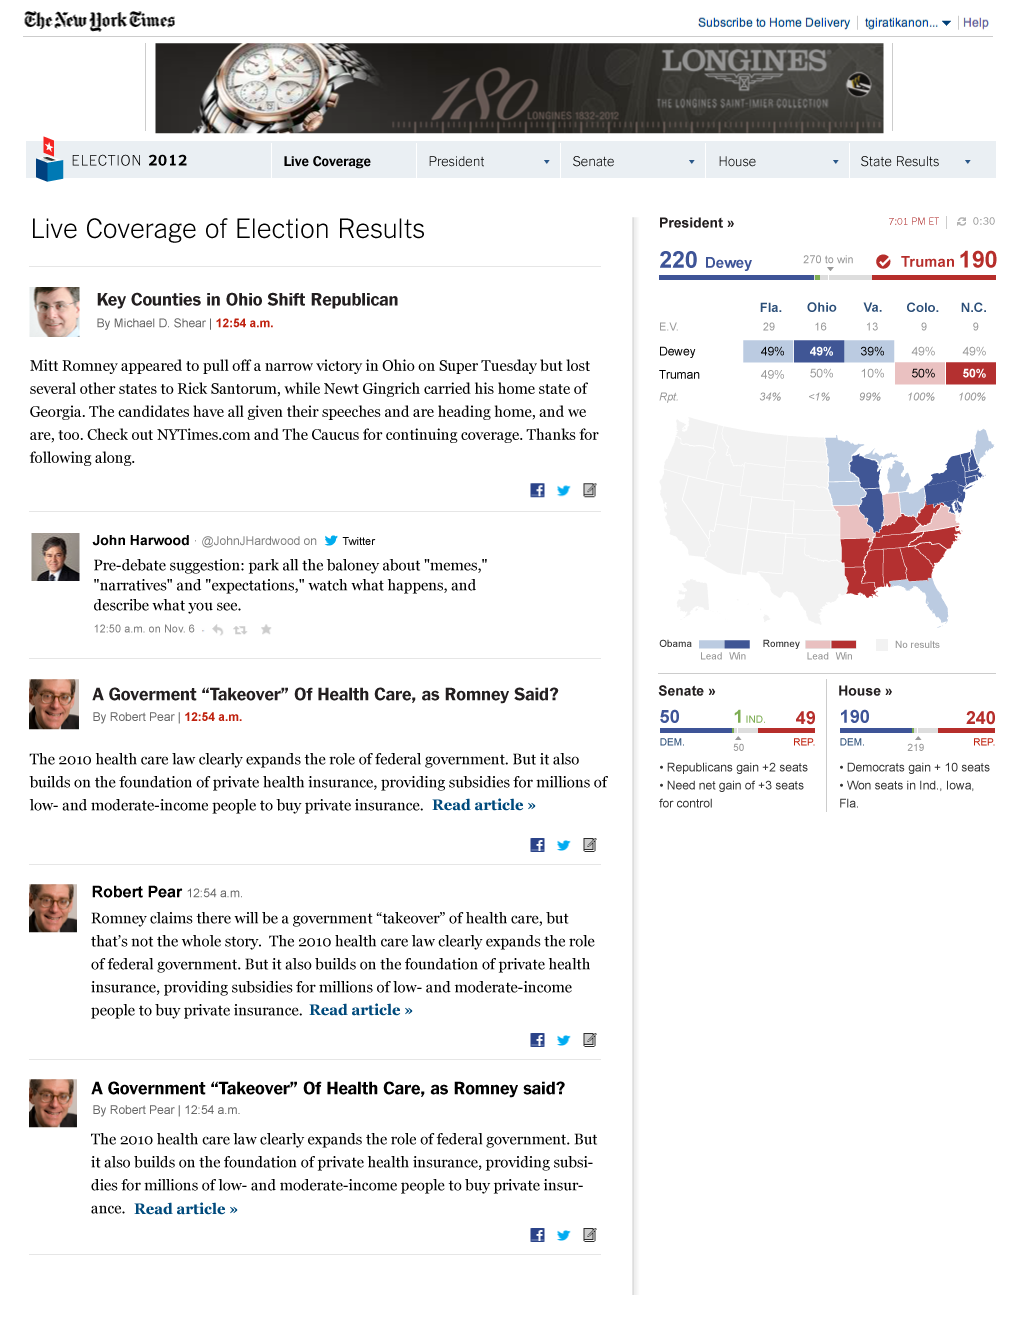 The New York Times
Subscribe to Home Delivery
tgiratikanon...
Help
180
LONGINES 1832-2012
LONGINES
THE LONGINES SAINT-IMIER COLLECTION
ELECTION 2012
Live Coverage
President
Senate
House
State Results
Live Coverage of Election Results
Key Counties in Ohio Shift Republican
By Michael D. Shear | 12:54 a.m.
Mitt Romney appeared to pull off a narrow victory in Ohio on Super Tuesday but lost
several other states to Rick Santorum, while Newt Gingrich carried his home state of
Georgia. The candidates have all given their speeches and are heading home, and we
are, too. Check out NYTimes.com and The Caucus for continuing coverage. Thanks for
following along.
John Harwood · @JohnJHardwood on Twitter
Pre-debate suggestion: park all the baloney about "memes,"
"narratives" and "expectations," watch what happens, and
describe what you see.
12:50 a.m. on Nov. 6 -
A Goverment “Takeover” Of Health Care, as Romney Said?
By Robert Pear | 12:54 a.m.
The 2010 health care law clearly expands the role of federal government. But it also
builds on the foundation of private health insurance, providing subsidies for millions of
low- and moderate-income people to buy private insurance. Read article »
Robert Pear 12:54 a.m.
Romney claims there will be a government “takeover” of health care, but
that’s not the whole story. The 2010 health care law clearly expands the role
of federal government. But it also builds on the foundation of private health
insurance, providing subsidies for millions of low- and moderate-income
people to buy private insurance. Read article »
A Government “Takeover” Of Health Care, as Romney said?
By Robert Pear | 12:54 a.m.
The 2010 health care law clearly expands the role of federal government. But
it also builds on the foundation of private health insurance, providing subsi-
dies for millions of low- and moderate-income people to buy private insur-
ance. Read article »
President »
7:01 PM ET
0:30
220 Dewey
270 to win
Truman 190
Fla. Ohio Va. Colo. N.C.
E.V. 29 16 13 9 9
Dewey 49% 49% 39% 49% 49%
Truman 49% 50% 10% 50% 50%
Rpt. 34% <1% 99% 100% 100%
Obama
Lead Win
Romney
Lead Win
No results
Senate »
50 1 IND. 49
DEM. 50 REP.
• Republicans gain +2 seats
• Need net gain of +3 seats
for control
House »
190 240
DEM. 219 REP.
• Democrats gain + 10 seats
• Won seats in Ind., Iowa,
Fla.